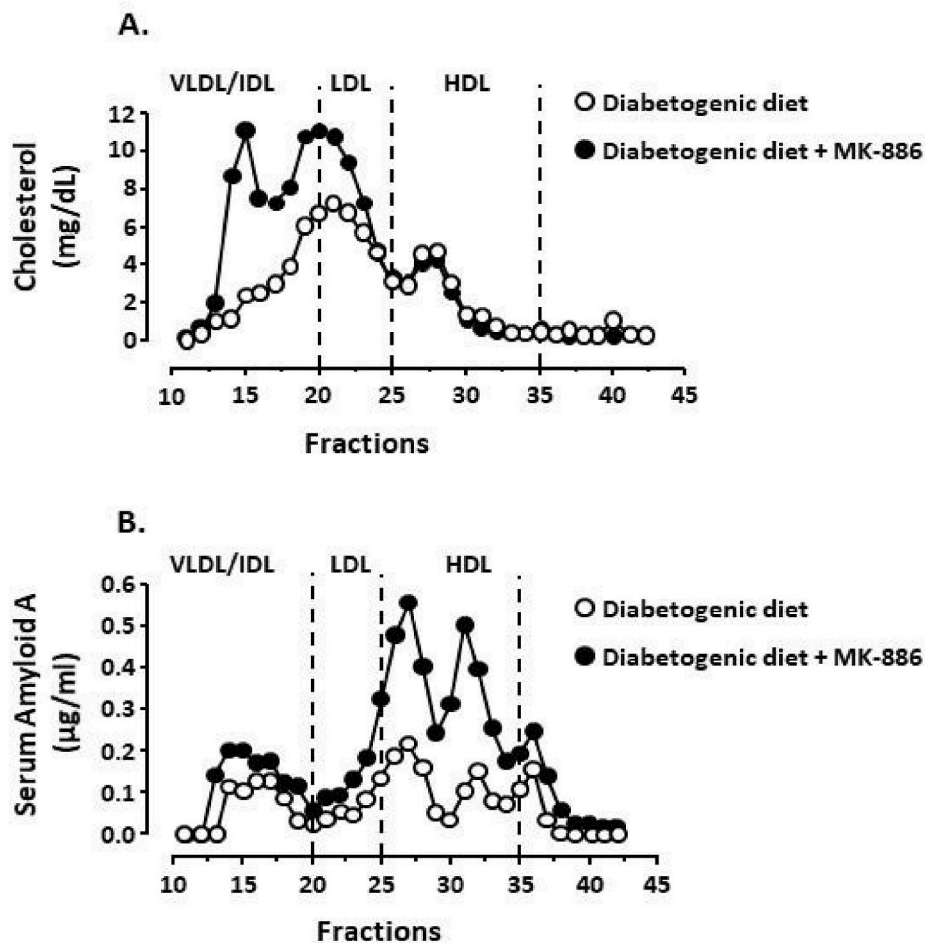 A.
VLDL/IDL LDL HDL
Diabetogenic diet
Diabetogenic diet + MK-886
Cholesterol
(mg/dL)
12
10
8
6
4
2
0
10 15 20 25 30 35 40 45
Fractions
B.
VLDL/IDL LDL HDL
Diabetogenic diet
Diabetogenic diet + MK-886
Serum Amyloid A
(µg/ml)
0.6
0.5
0.4
0.3
0.2
0.1
0.0
10 15 20 25 30 35 40 45
Fractions